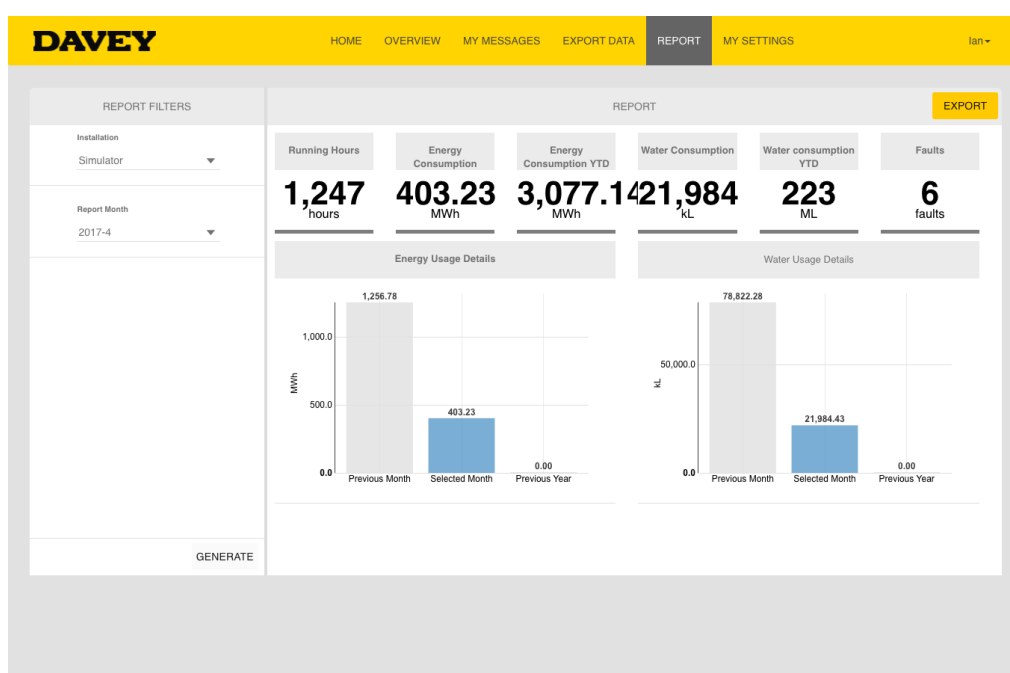 DAVEY
HOME OVERVIEW MY MESSAGES EXPORT DATA REPORT MY SETTINGS Ian
REPORT FILTERS
Installation
Simulator
Report Month
2017-4
GENERATE
REPORT
EXPORT
Running Hours
1,247
hours
Energy
Consumption
403.23
MWh
Energy
Consumption YTD
3,077.14
MWh
Water Consumption
21,984
kL
Water consumption
YTD
223
ML
Faults
6
faults
Energy Usage Details
1,256.78
1,000.0
MWh
500.0
403.23
0.00
0.0
Previous Month Selected Month Previous Year
Water Usage Details
78,822.28
50,000.0
kL
21,984.43
0.00
0.0
Previous Month Selected Month Previous Year